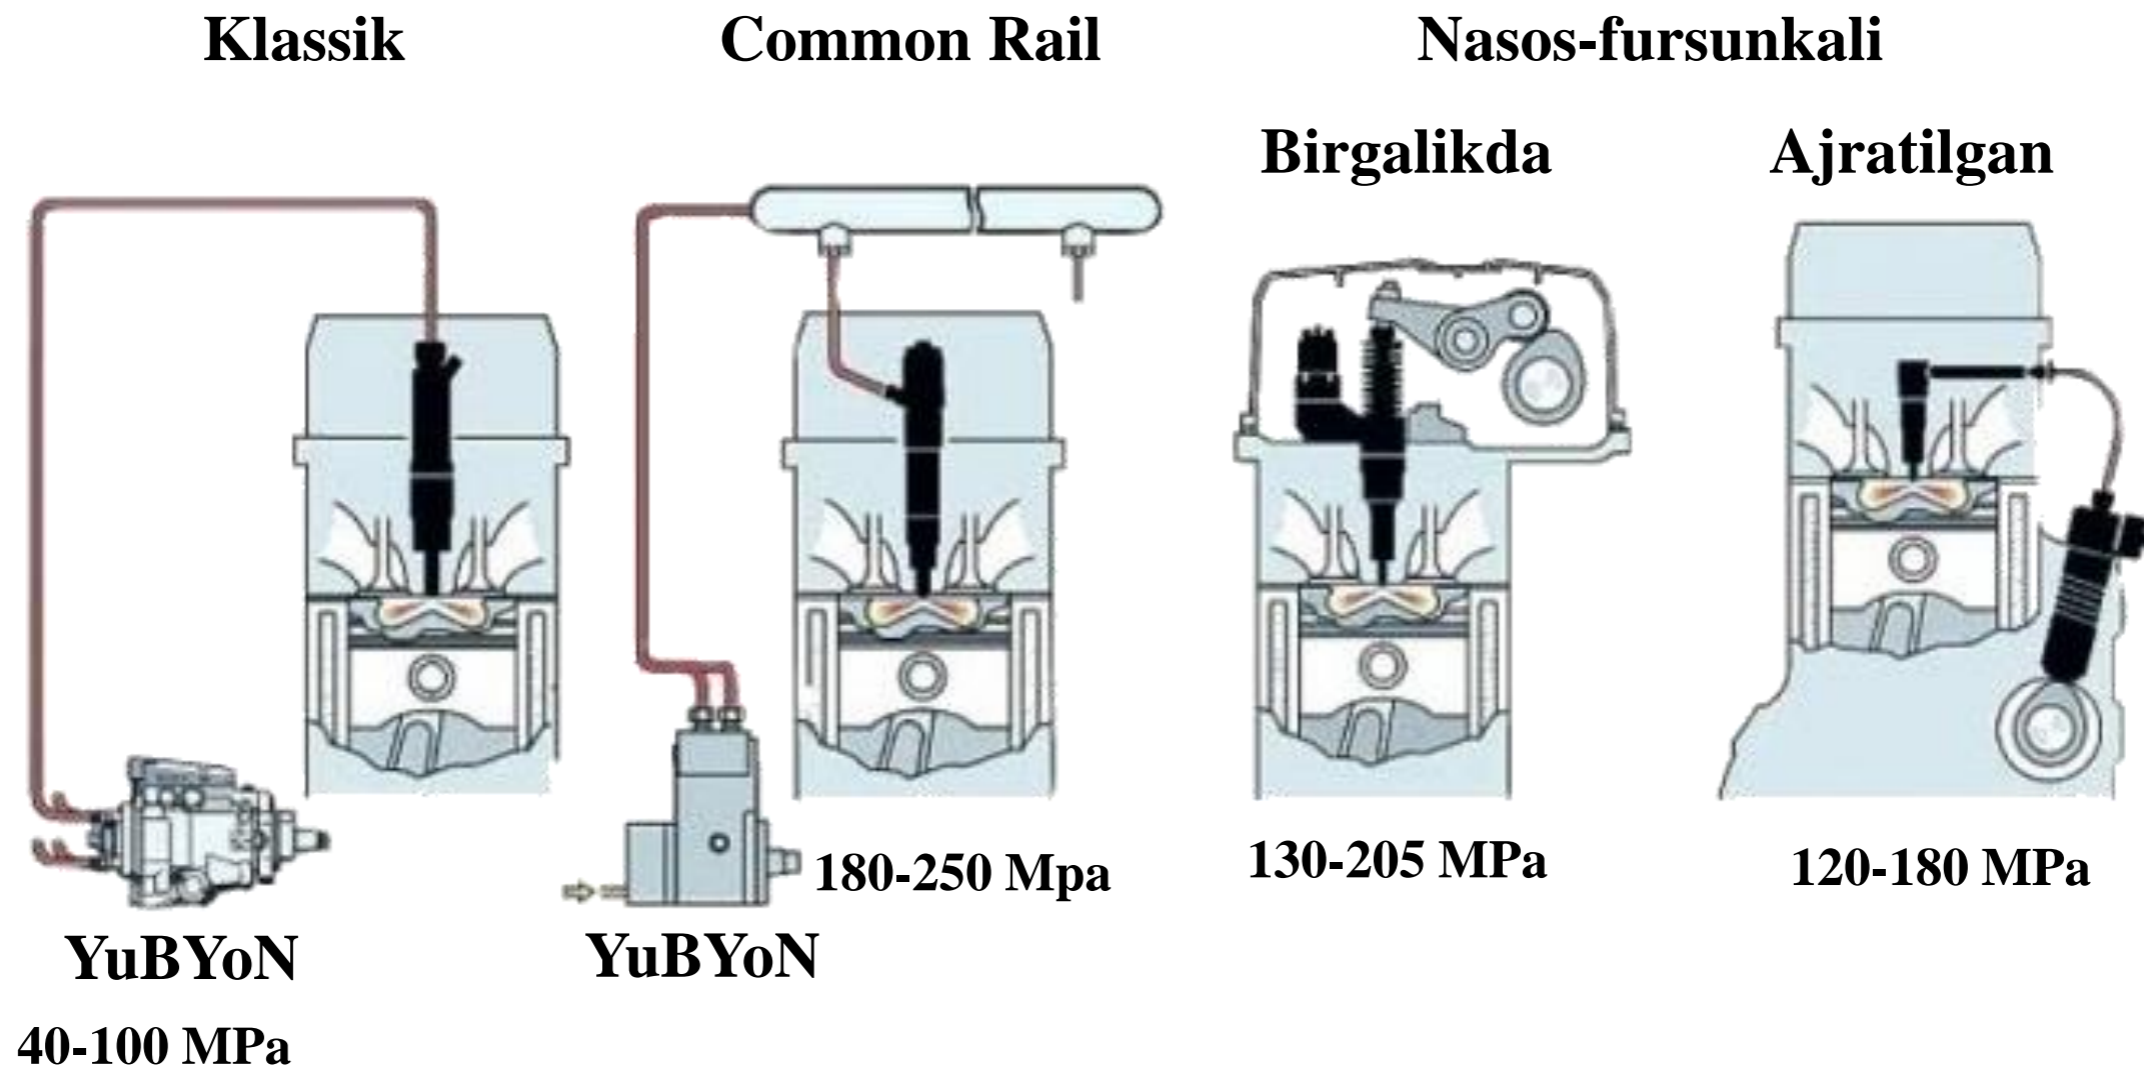 Klassik
Common Rail
Nasos-fursunkali
Birgalikda
Ajratilgan
180-250 Mpa
130-205 MPa
120-180 MPa
YuBYoN
YuBYoN
40-100 MPa